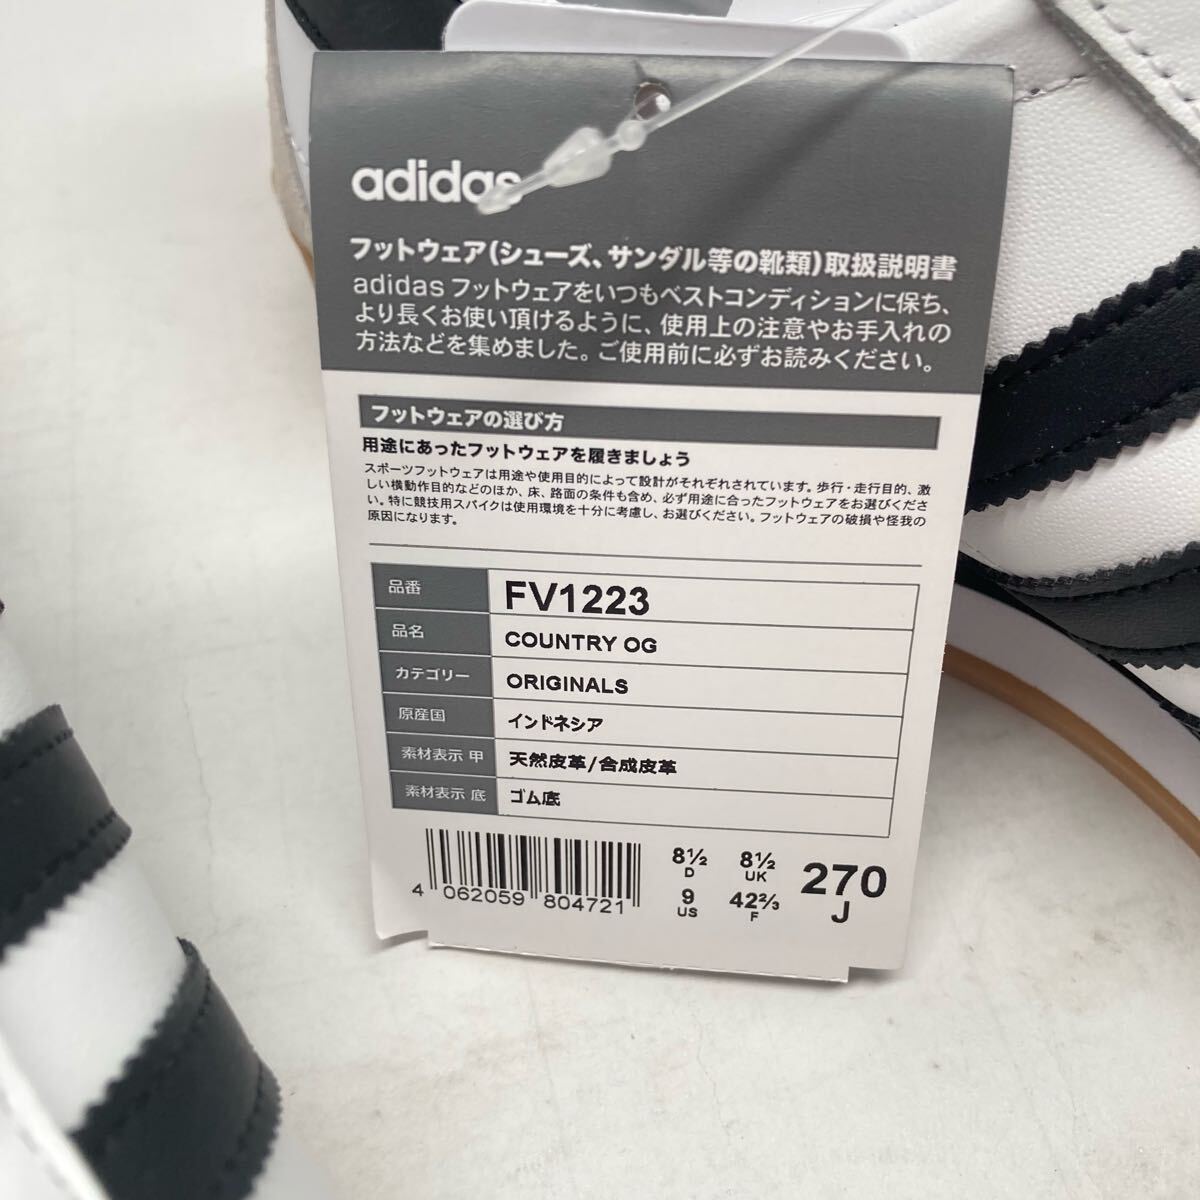 adidas
フットウェア(シューズ、サンダル等の靴類)取扱説明書
adidas フットウェアをいつもベストコンディションに保ち、
より長くお使い頂けるように、使用上の注意やお手入れの
方法などを集めました。ご使用前に必ずお読みください。
フットウェアの選び方
用途にあったフットウェアを履きましょう
スポーツフットウェアは用途や使用目的によって設計がそれぞれされています。歩行・走行目的、激
しい横動作目的などのほか、床、路面の条件も含め、必ず用途に合ったフットウェアをお選びくださ
い。特に競技用スパイクは使用環境を十分に考慮し、お選びください。フットウェアの破損や怪我の
原因になります。
品番 FV1223
品名 COUNTRY OG
カテゴリー ORIGINALS
原産国 インドネシア
素材表示 甲 天然皮革/合成皮革
素材表示 底 ゴム底
4 062059 804721
8½ D 8½ UK 270 J
9 US 42⅔ F